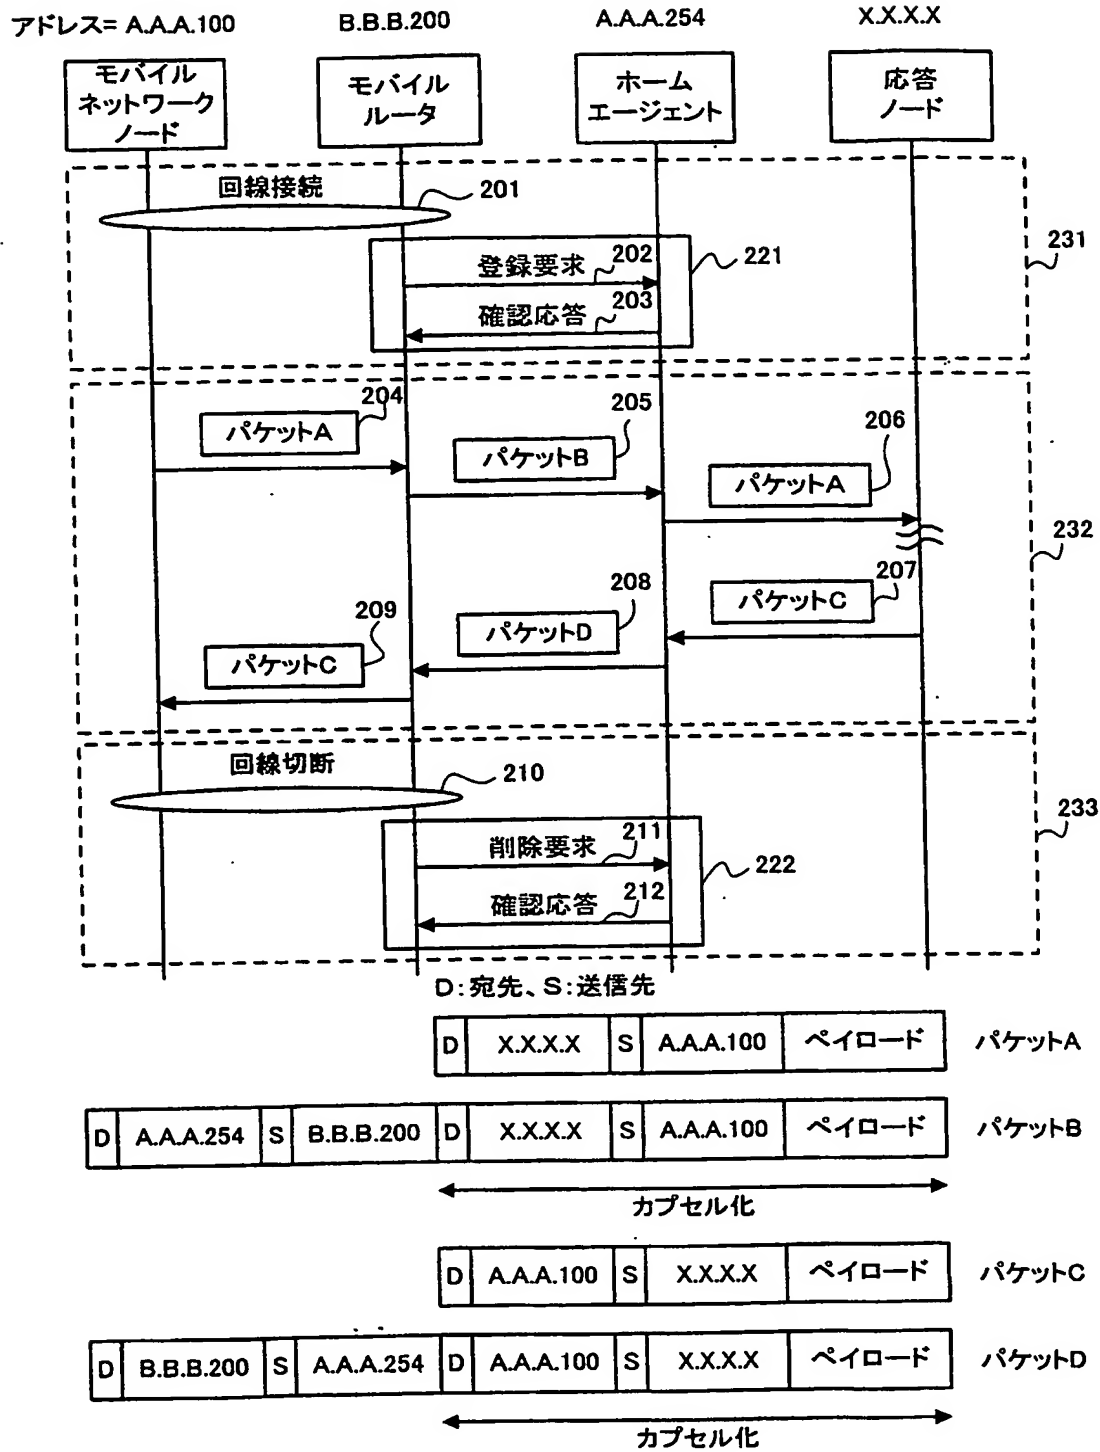 アドレス= A.A.A.100 B.B.B.200 A.A.A.254 X.X.X.X
モバイル
ネットワーク
ノード
モバイル
ルータ
ホーム
エージェント
応答
ノード
回線接続 201
231
登録要求 202
221
確認応答 203
204
パケットA
205
パケットB
206
パケットA
232
207
パケットC
208
パケットD
209
パケットC
回線切断 210
233
削除要求 211
222
確認応答 212
D:宛先、S:送信先
D X.X.X.X S A.A.A.100 ペイロード パケットA
D A.A.A.254 S B.B.B.200 D X.X.X.X S A.A.A.100 ペイロード パケットB
カプセル化
D A.A.A.100 S X.X.X.X ペイロード パケットC
D B.B.B.200 S A.A.A.254 D A.A.A.100 S X.X.X.X ペイロード パケットD
カプセル化